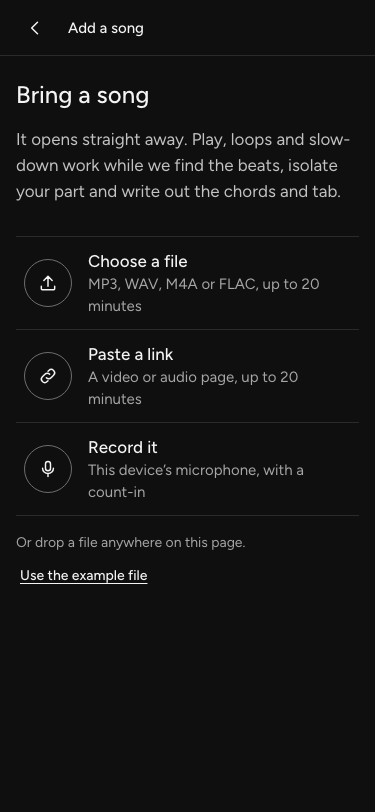 Add a song
Bring a song
It opens straight away. Play, loops and slow-
down work while we find the beats, isolate
your part and write out the chords and tab.
Choose a file
MP3, WAV, M4A or FLAC, up to 20
minutes
Paste a link
A video or audio page, up to 20
minutes
Record it
This device’s microphone, with a
count-in
Or drop a file anywhere on this page.
Use the example file